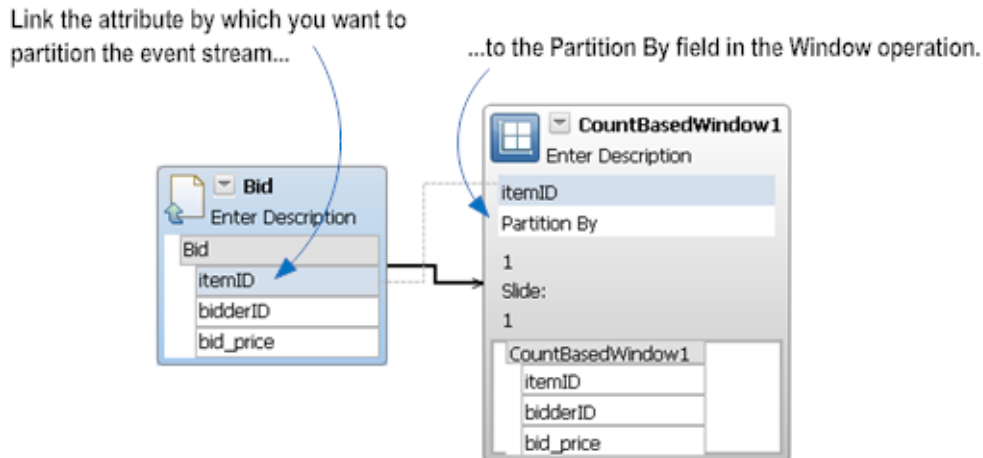 Link the attribute by which you want to
partition the event stream...
...to the Partition By field in the Window operation.
Bid
Enter Description
Bid
itemID
bidderID
bid_price
CountBasedWindow1
Enter Description
itemID
Partition By
1
Slide:
1
CountBasedWindow1
itemID
bidderID
bid_price